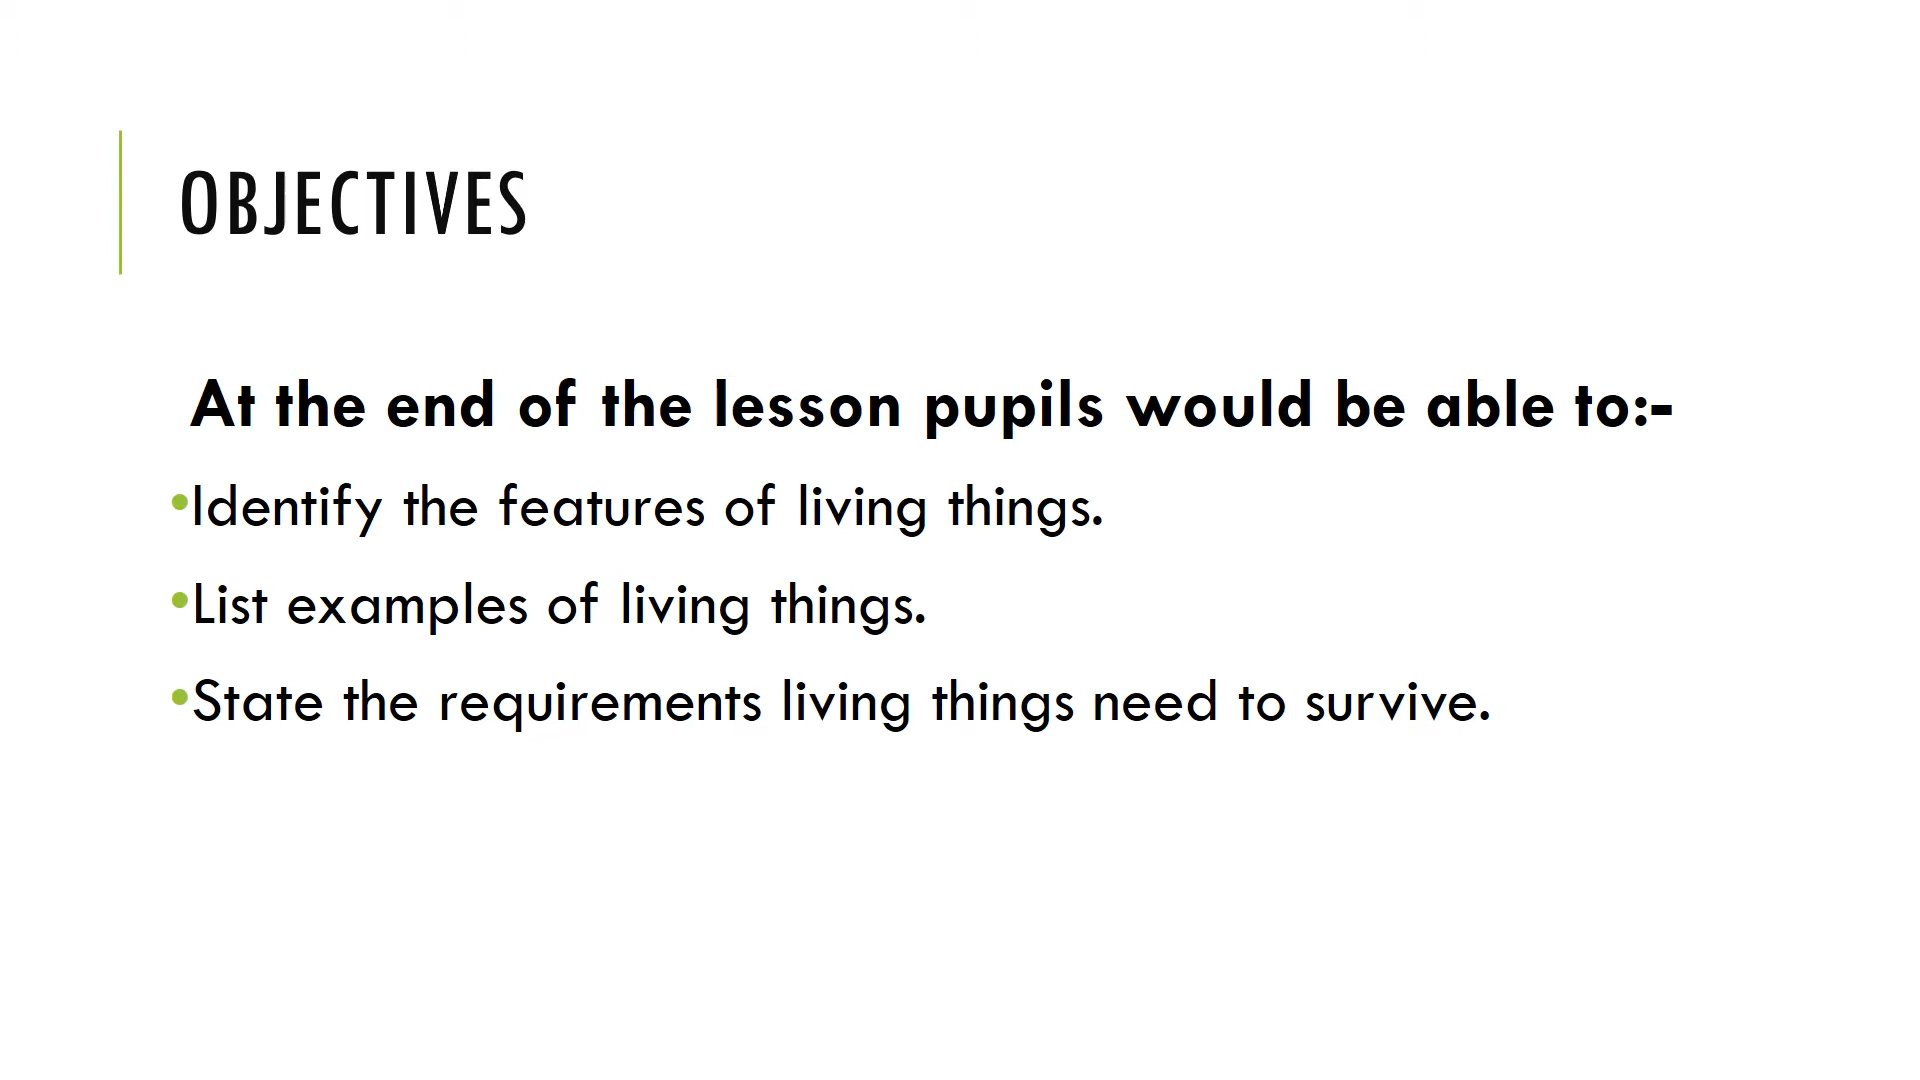 OBJECTIVES
At the end of the lesson pupils would be able to:-
•Identify the features of living things.
•List examples of living things.
•State the requirements living things need to survive.